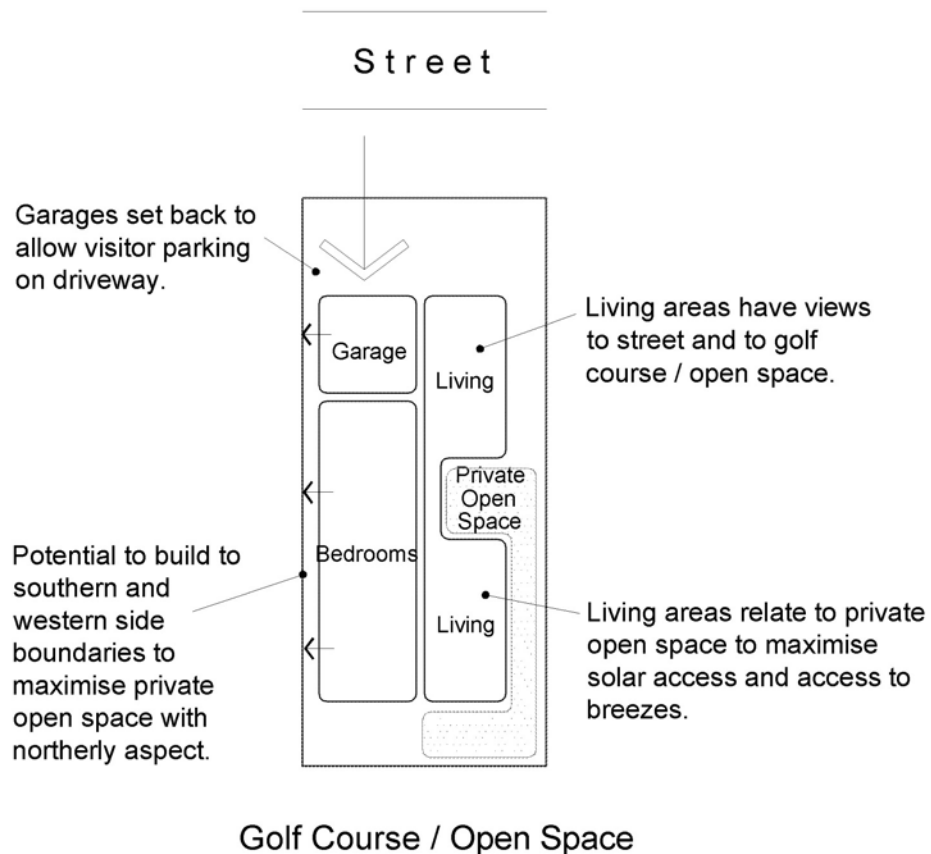 Street
Garages set back to
allow visitor parking
on driveway.
Garage
Living
Living areas have views
to street and to golf
course / open space.
Private
Open
Space
Bedrooms
Potential to build to
southern and
western side
boundaries to
maximise private
open space with
northerly aspect.
Living
Living areas relate to private
open space to maximise
solar access and access to
breezes.
Golf Course / Open Space